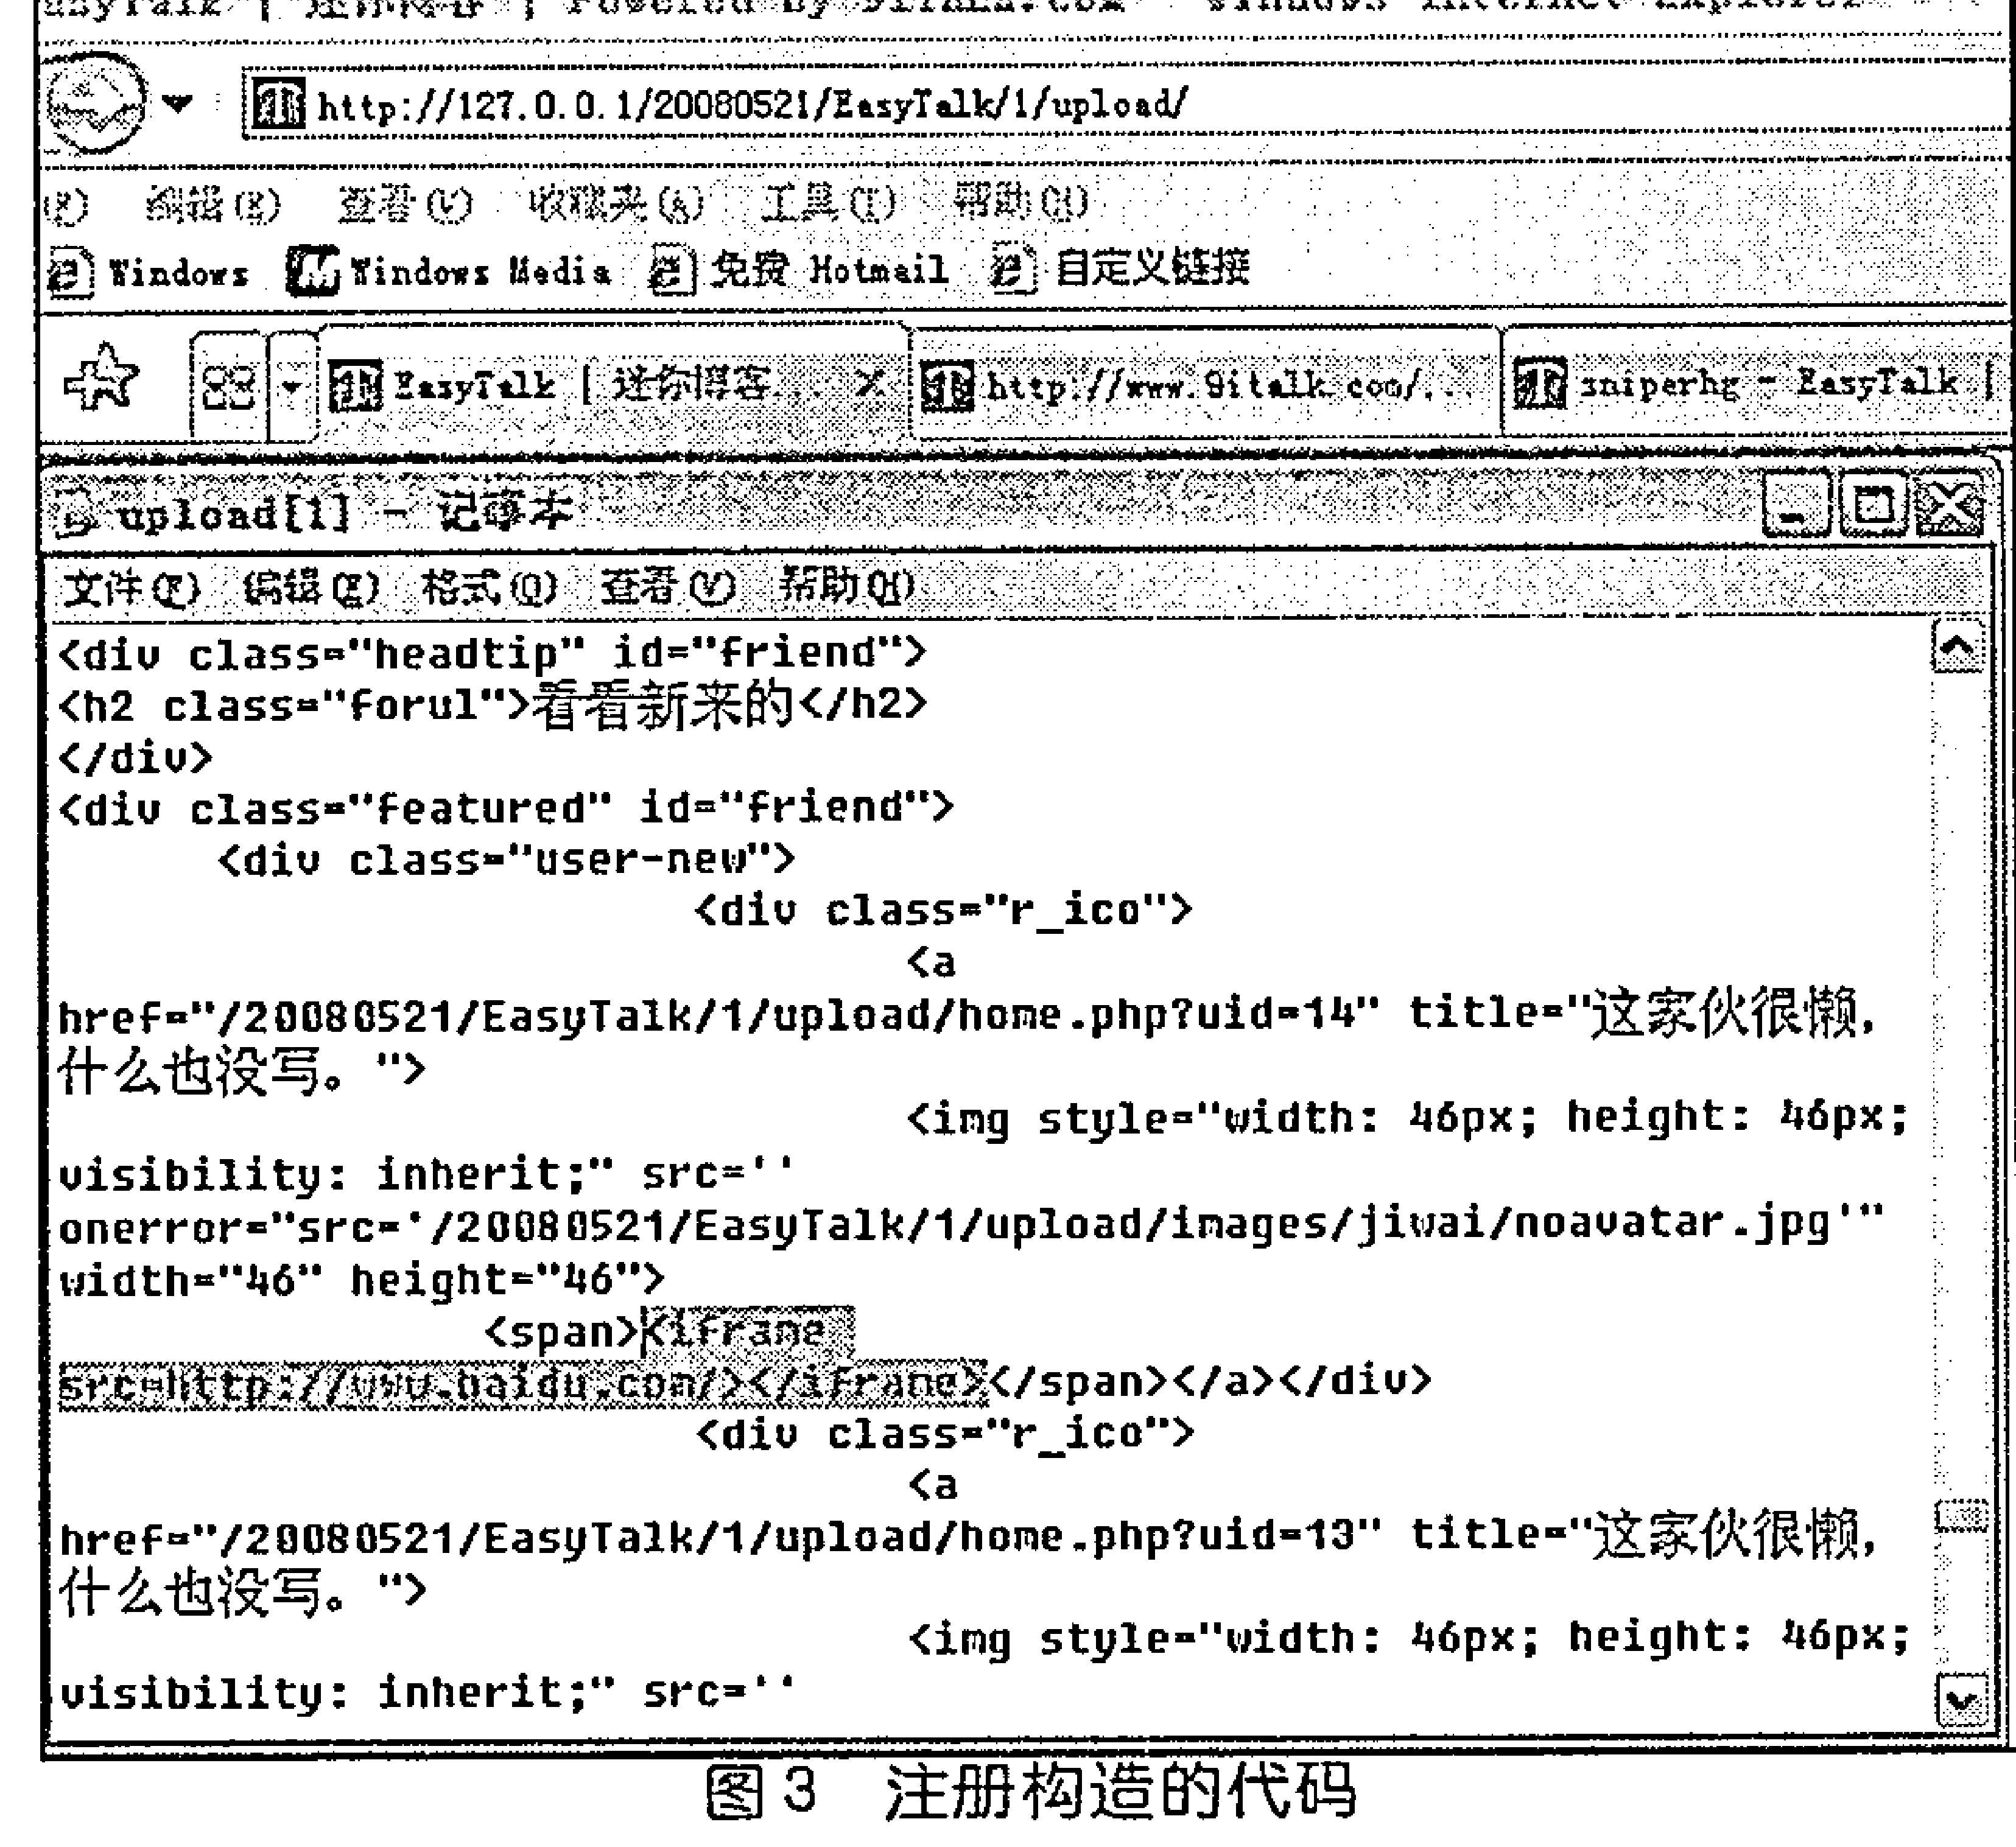 http://127.0.0.1/20080521/EasyTalk/1/upload/
编辑(E) 查看(V) 收藏夹(A) 工具(T) 帮助(H)
Windows Windows Media 免费 Hotmail 自定义链接
EasyTalk | 迷你博客... http://www.9italk.com/... sniperhg - EasyTalk |
upload[1] - 记事本
文件(F) 编辑(E) 格式(O) 查看(V) 帮助(H)
<div class="headtip" id="friend">
<h2 class="forul">看看新来的</h2>
</div>
<div class="featured" id="friend">
<div class="user-new">
<div class="r_ico">
<a
href="/20080521/EasyTalk/1/upload/home.php?uid=14" title="这家伙很懒,
什么也没写。">
<img style="width: 46px; height: 46px;
visibility: inherit;" src=''
onerror="src='/20080521/EasyTalk/1/upload/images/jiwai/noavatar.jpg'"
width="46" height="46">
<span><iframe
src=http://www.baidu.com/></iframe></span></a></div>
<div class="r_ico">
<a
href="/20080521/EasyTalk/1/upload/home.php?uid=13" title="这家伙很懒,
什么也没写。">
<img style="width: 46px; height: 46px;
visibility: inherit;" src=''
图3 注册构造的代码